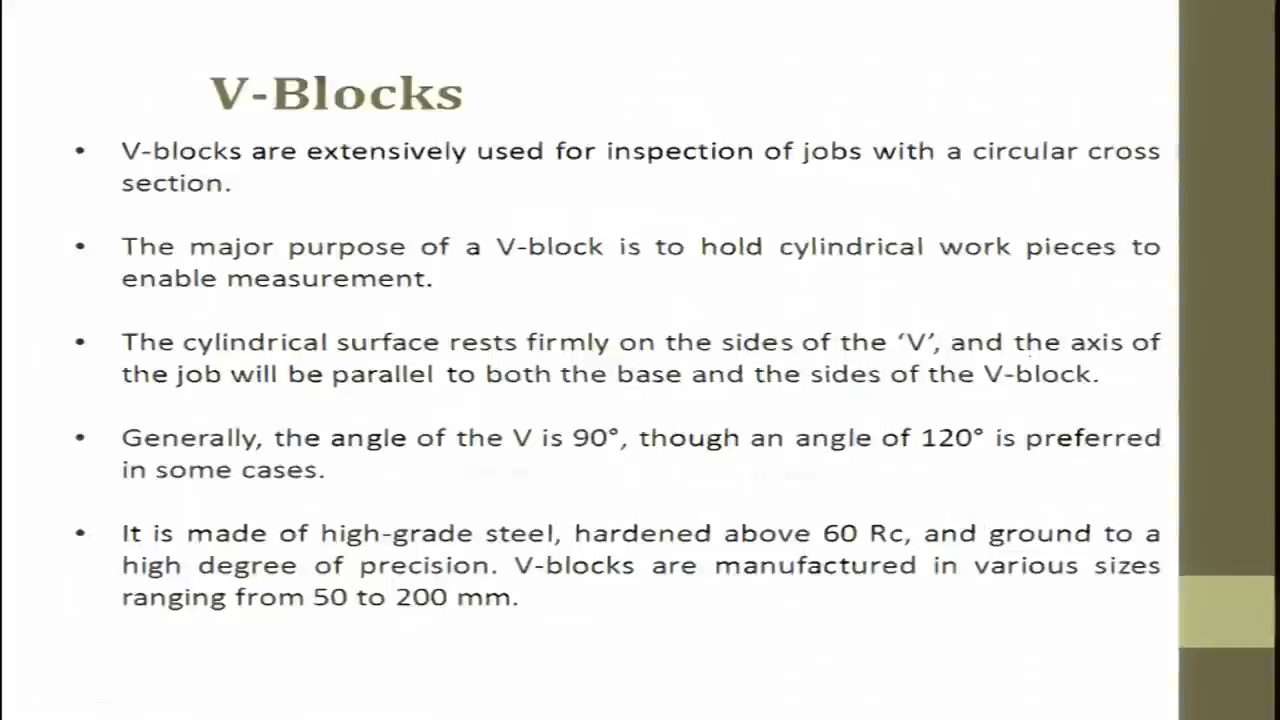 V-Blocks
• V-blocks are extensively used for inspection of jobs with a circular cross
section.
• The major purpose of a V-block is to hold cylindrical work pieces to
enable measurement.
• The cylindrical surface rests firmly on the sides of the ‘V’, and the axis of
the job will be parallel to both the base and the sides of the V-block.
• Generally, the angle of the V is 90°, though an angle of 120° is preferred
in some cases.
• It is made of high-grade steel, hardened above 60 Rc, and ground to a
high degree of precision. V-blocks are manufactured in various sizes
ranging from 50 to 200 mm.